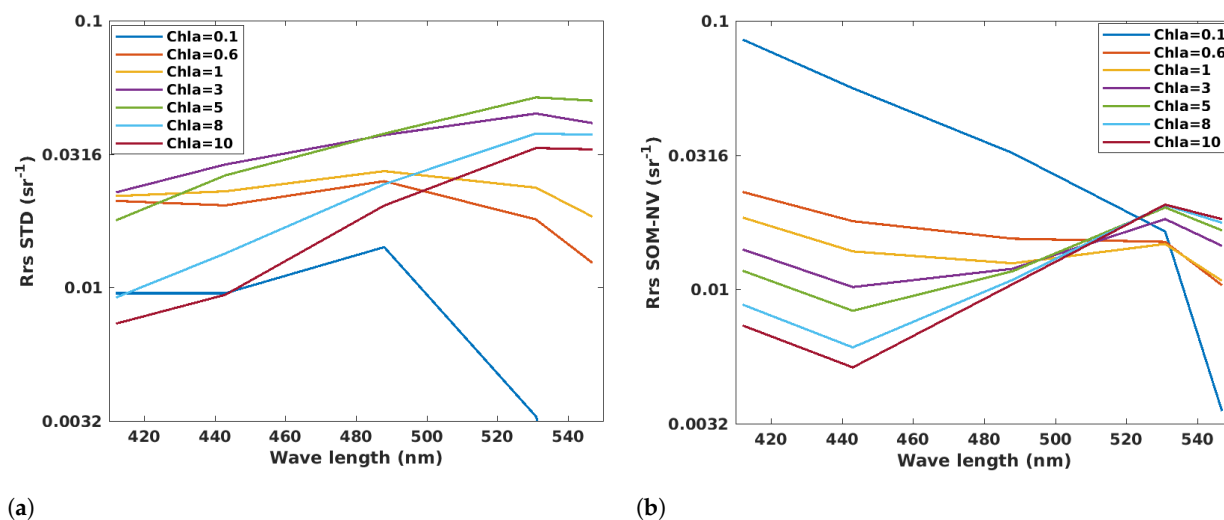 0.1
0.0316
0.01
0.0032
Rrs STD (sr-1)
Chla=0.1
Chla=0.6
Chla=1
Chla=3
Chla=5
Chla=8
Chla=10
420 440 460 480 500 520 540
Wave length (nm)
(a)
0.1
0.0316
0.01
0.0032
Rrs SOM-NV (sr-1)
Chla=0.1
Chla=0.6
Chla=1
Chla=3
Chla=5
Chla=8
Chla=10
420 440 460 480 500 520 540
Wave length (nm)
(b)